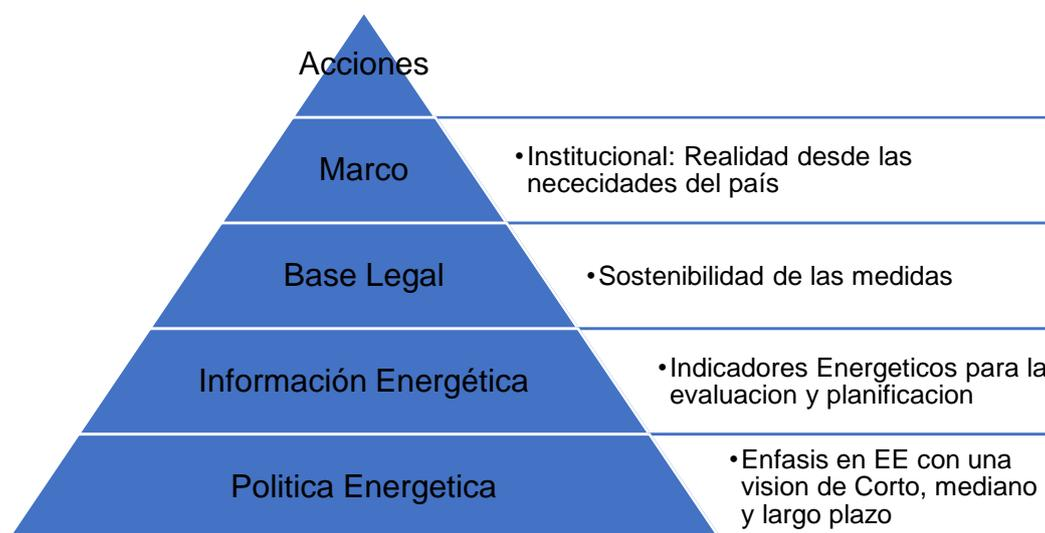 Acciones
Marco
•Institucional: Realidad desde las
nececidades del país
Base Legal
•Sostenibilidad de las medidas
Información Energética
•Indicadores Energeticos para la
evaluacion y planificacion
Politica Energetica
•Enfasis en EE con una
vision de Corto, mediano
y largo plazo